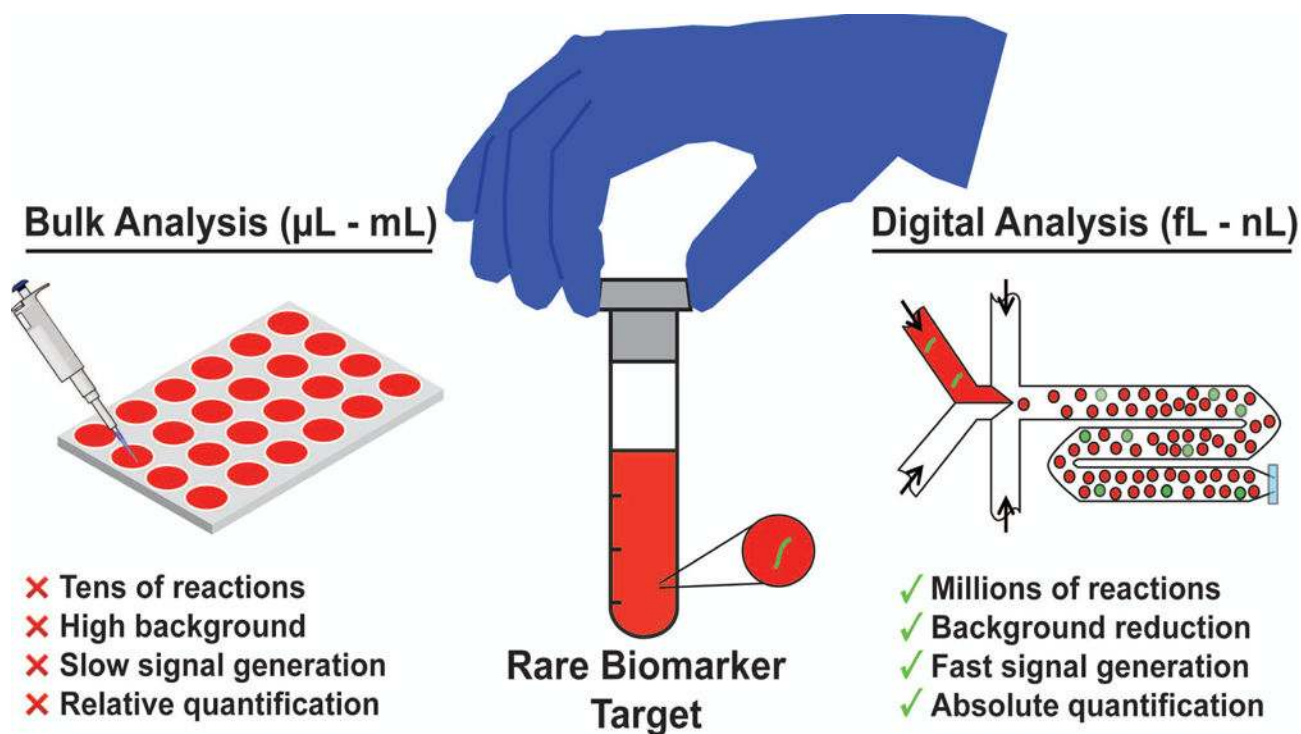 Bulk Analysis (µL - mL)
✕ Tens of reactions
✕ High background
✕ Slow signal generation
✕ Relative quantification
Rare Biomarker
Target
Digital Analysis (fL - nL)
✓ Millions of reactions
✓ Background reduction
✓ Fast signal generation
✓ Absolute quantification